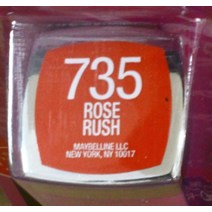 735
ROSE
RUSH
MAYBELLINE LLC
NEW YORK, NY 10017